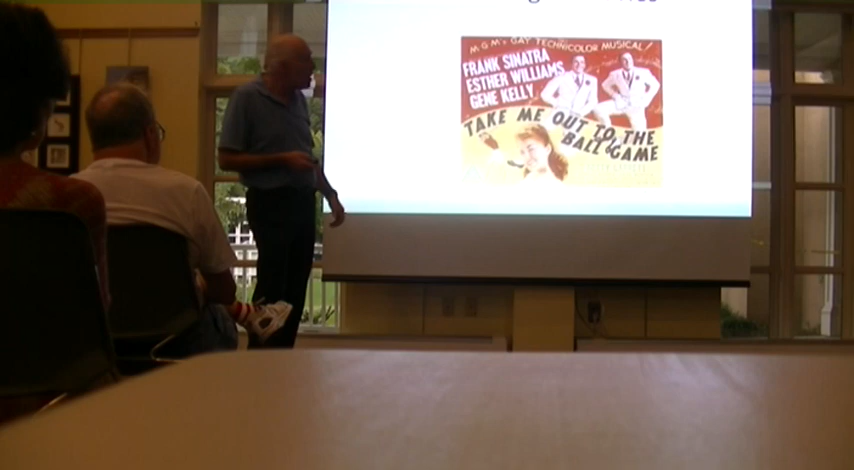 M-G-M's GAY TECHNICOLOR MUSICAL!
FRANK SINATRA
ESTHER WILLIAMS
GENE KELLY
TAKE ME OUT TO THE
BALL GAME